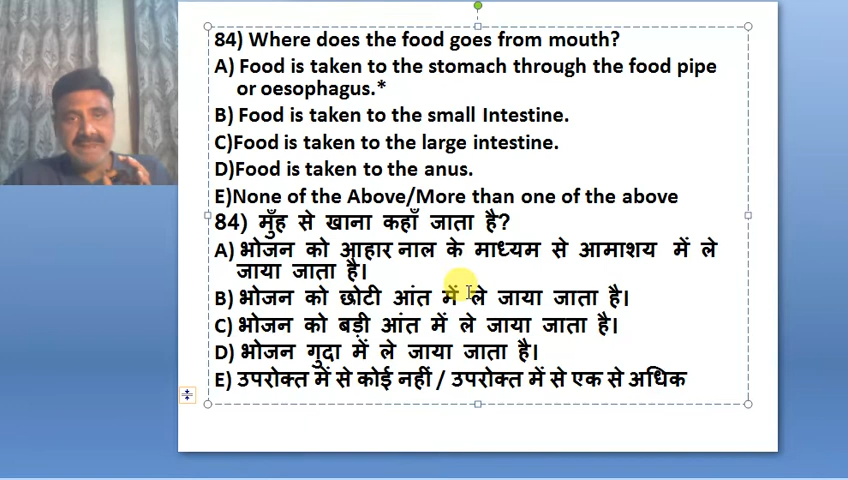 84) Where does the food goes from mouth?
A) Food is taken to the stomach through the food pipe
or oesophagus.*
B) Food is taken to the small Intestine.
C)Food is taken to the large intestine.
D)Food is taken to the anus.
E)None of the Above/More than one of the above
84) मुँह से खाना कहाँ जाता है?
A) भोजन को आहार नाल के माध्यम से आमाशय में ले
जाया जाता है।
B) भोजन को छोटी आंत में ले जाया जाता है।
C) भोजन को बड़ी आंत में ले जाया जाता है।
D) भोजन गुदा में ले जाया जाता है।
E) उपरोक्त में से कोई नहीं / उपरोक्त में से एक से अधिक